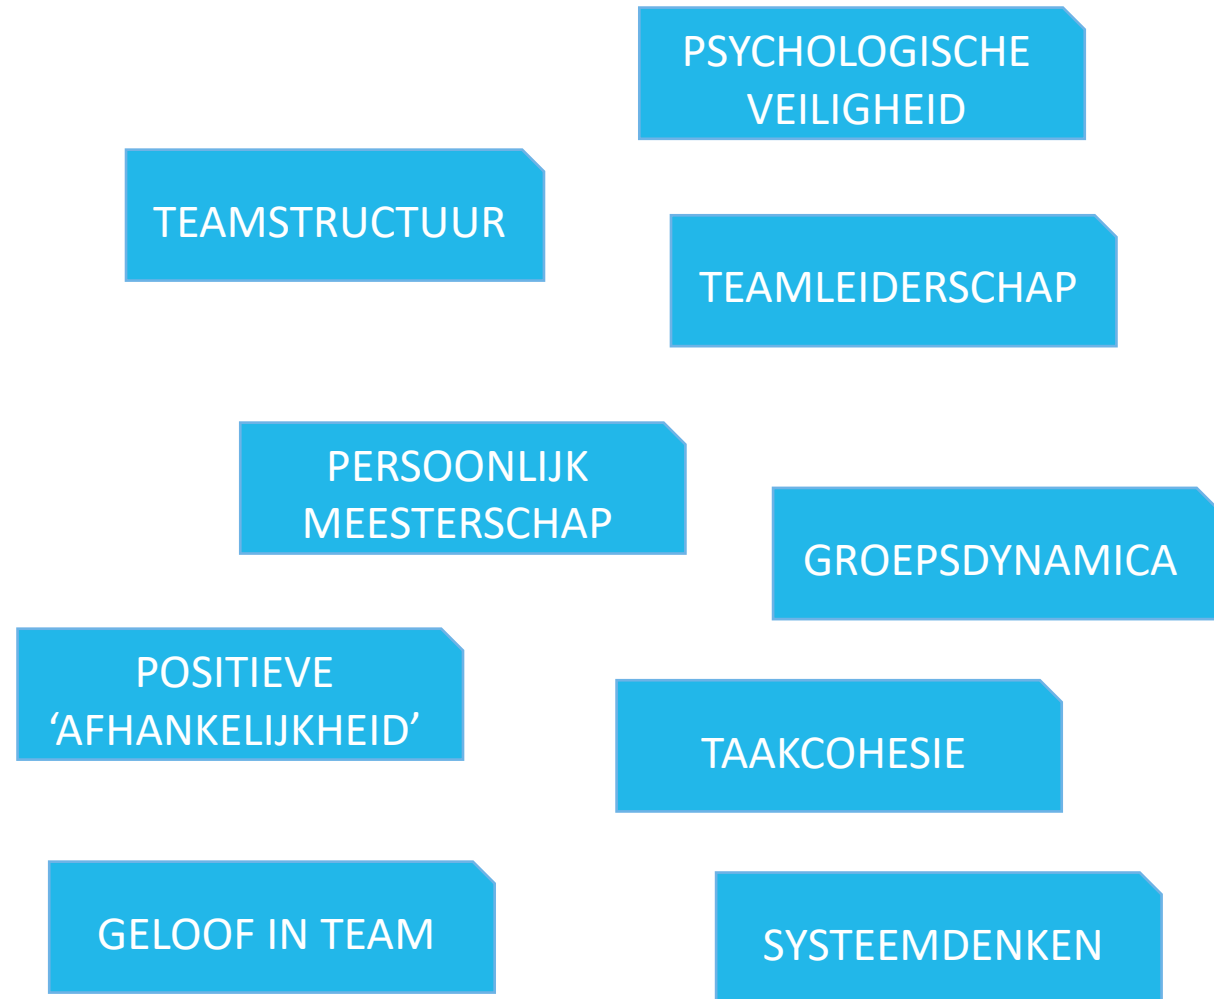 PSYCHOLOGISCHE
VEILIGHEID
TEAMSTRUCTUUR
TEAMLEIDERSCHAP
PERSOONLIJK
MEESTERSCHAP
GROEPSDYNAMICA
POSITIEVE
‘AFHANKELIJKHEID’
TAAKCOHESIE
GELOOF IN TEAM
SYSTEEMDENKEN